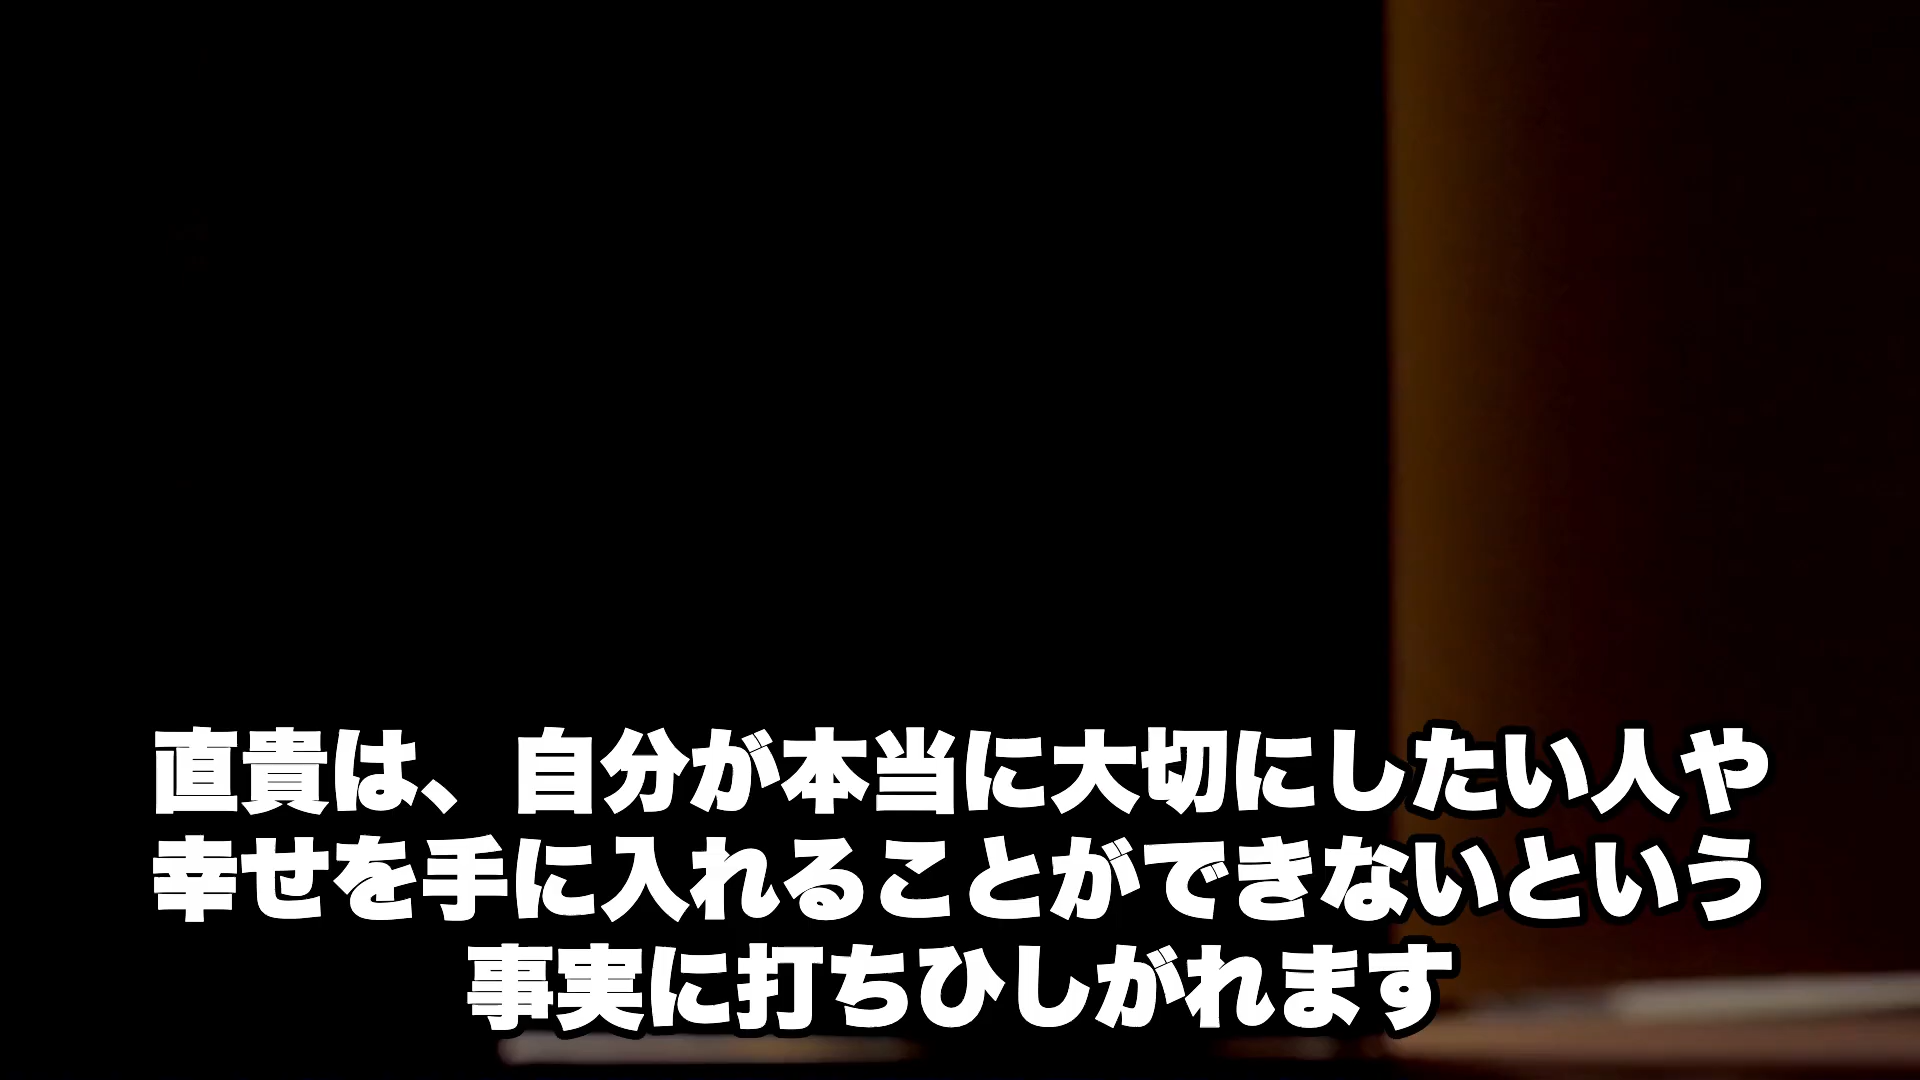 直貴は、自分が本当に大切にしたい人や
幸せを手に入れることができないという
事実に打ちひしがれます